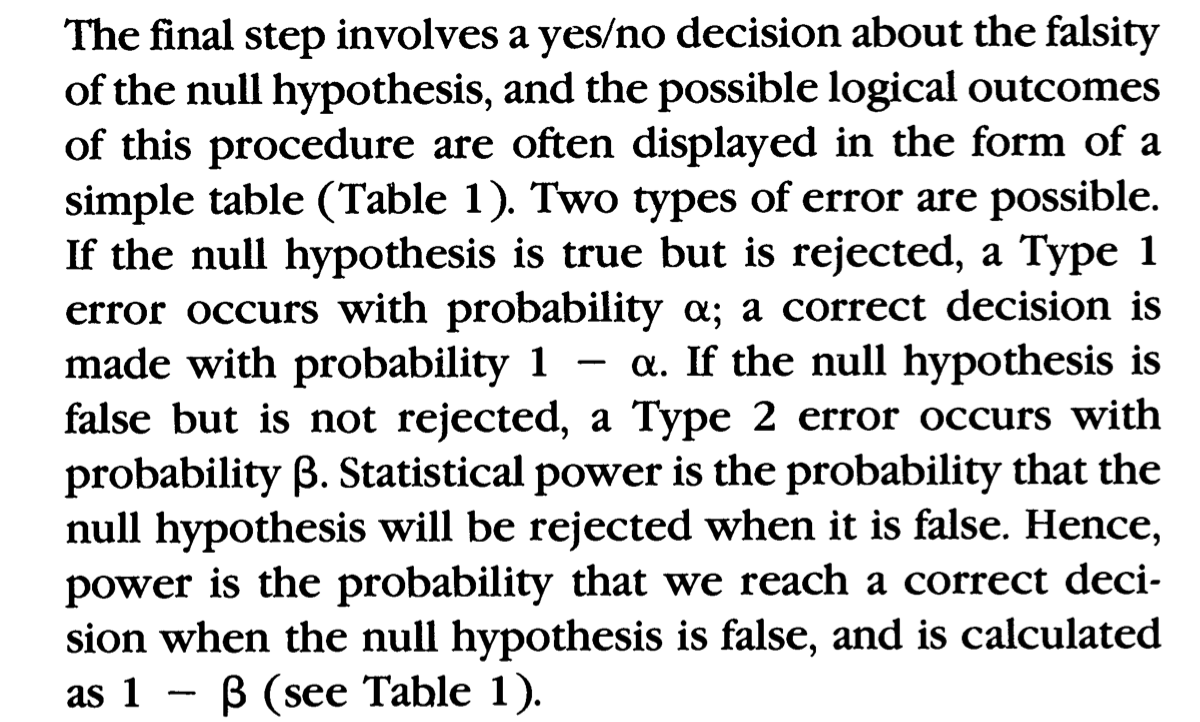 The final step involves a yes/no decision about the falsity
of the null hypothesis, and the possible logical outcomes
of this procedure are often displayed in the form of a
simple table (Table 1). Two types of error are possible.
If the null hypothesis is true but is rejected, a Type 1
error occurs with probability α; a correct decision is
made with probability 1 − α. If the null hypothesis is
false but is not rejected, a Type 2 error occurs with
probability β. Statistical power is the probability that the
null hypothesis will be rejected when it is false. Hence,
power is the probability that we reach a correct deci-
sion when the null hypothesis is false, and is calculated
as 1 − β (see Table 1).